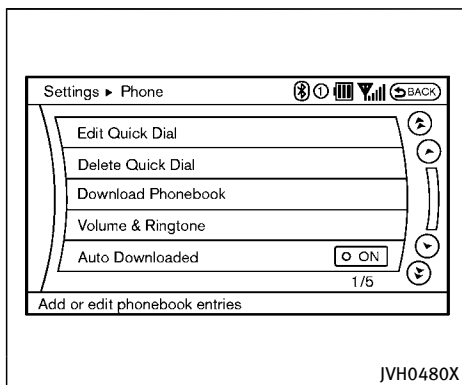 Settings ▸ Phone ① BACK
Edit Quick Dial
Delete Quick Dial
Download Phonebook
Volume & Ringtone
Auto Downloaded ON
1/5
Add or edit phonebook entries
JVH0480X